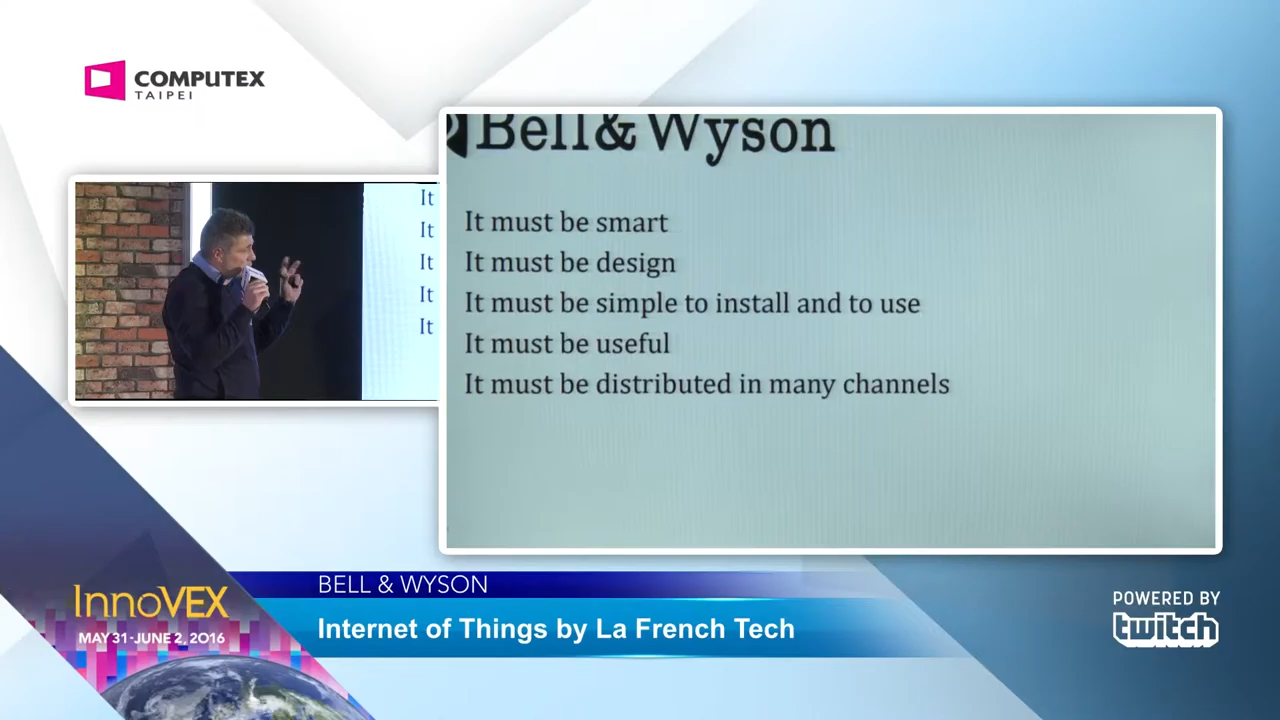 COMPUTEX
TAIPEI
Bell&Wyson
It must be smart
It must be design
It must be simple to install and to use
It must be useful
It must be distributed in many channels
It
It
It
It
It
BELL & WYSON
Internet of Things by La French Tech
InnoVEX
MAY 31-JUNE 2, 2016
POWERED BY
twitch